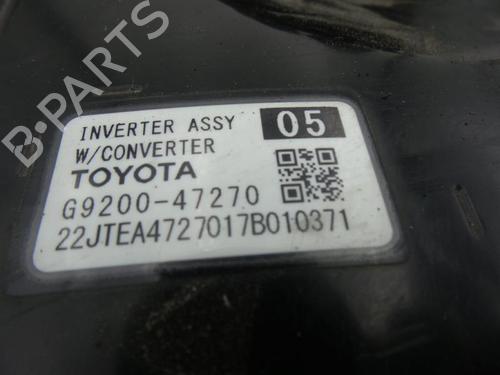 B-PARTS
INVERTER ASSY 05
W/CONVERTER
TOYOTA
G9200-47270
22JTEA4727017B010371